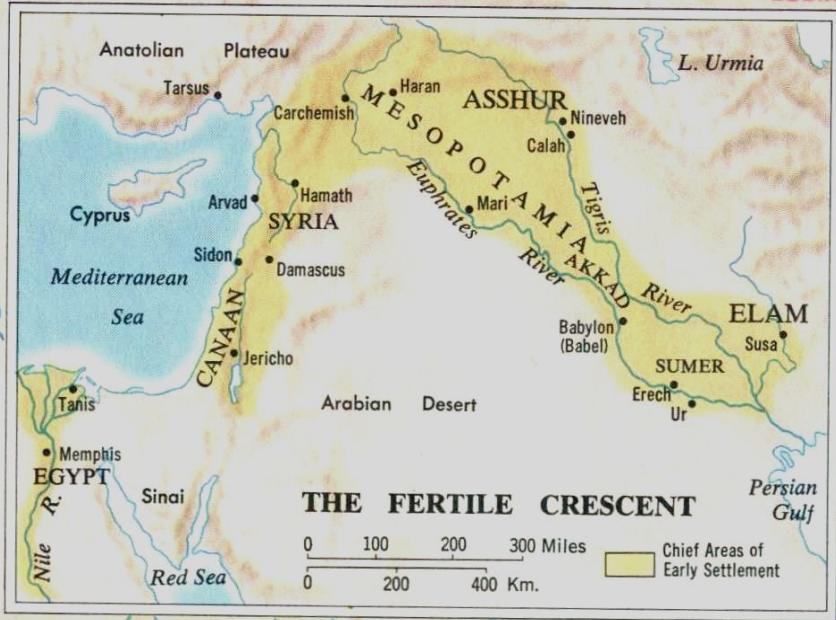 Anatolian Plateau
L. Urmia
Tarsus
Haran
Carchemish
MESOPOTAMIA
ASSHUR
Nineveh
Calah
Cyprus
Arvad
Hamath
SYRIA
Euphrates
River
Mari
Tigris
River
Sidon
Damascus
Mediterranean
Sea
AKKAD
ELAM
Susa
Babylon
(Babel)
CANAAN
Jericho
SUMER
Erech
Ur
Tanis
Arabian Desert
Memphis
EGYPT
Nile R.
Sinai
Red Sea
Persian
Gulf
THE FERTILE CRESCENT
0 100 200 300 Miles
0 200 400 Km.
Chief Areas of
Early Settlement